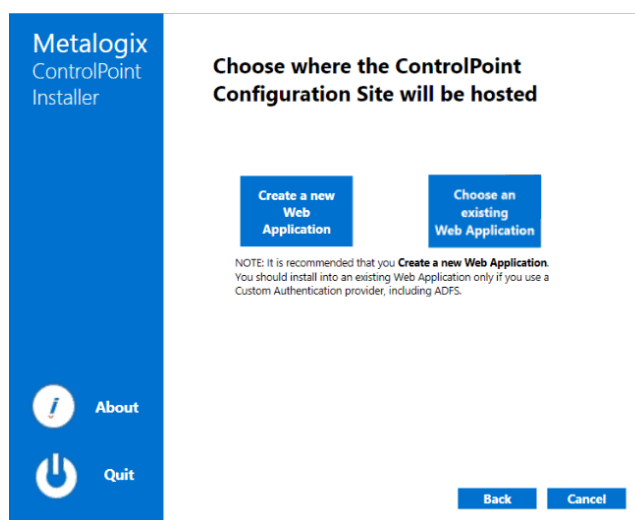 Metalogix
ControlPoint
Installer
Choose where the ControlPoint
Configuration Site will be hosted
Create a new
Web
Application
Choose an
existing
Web Application
NOTE: It is recommended that you Create a new Web Application.
You should install into an existing Web Application only if you use a
Custom Authentication provider, including ADFS.
About
Quit
Back
Cancel